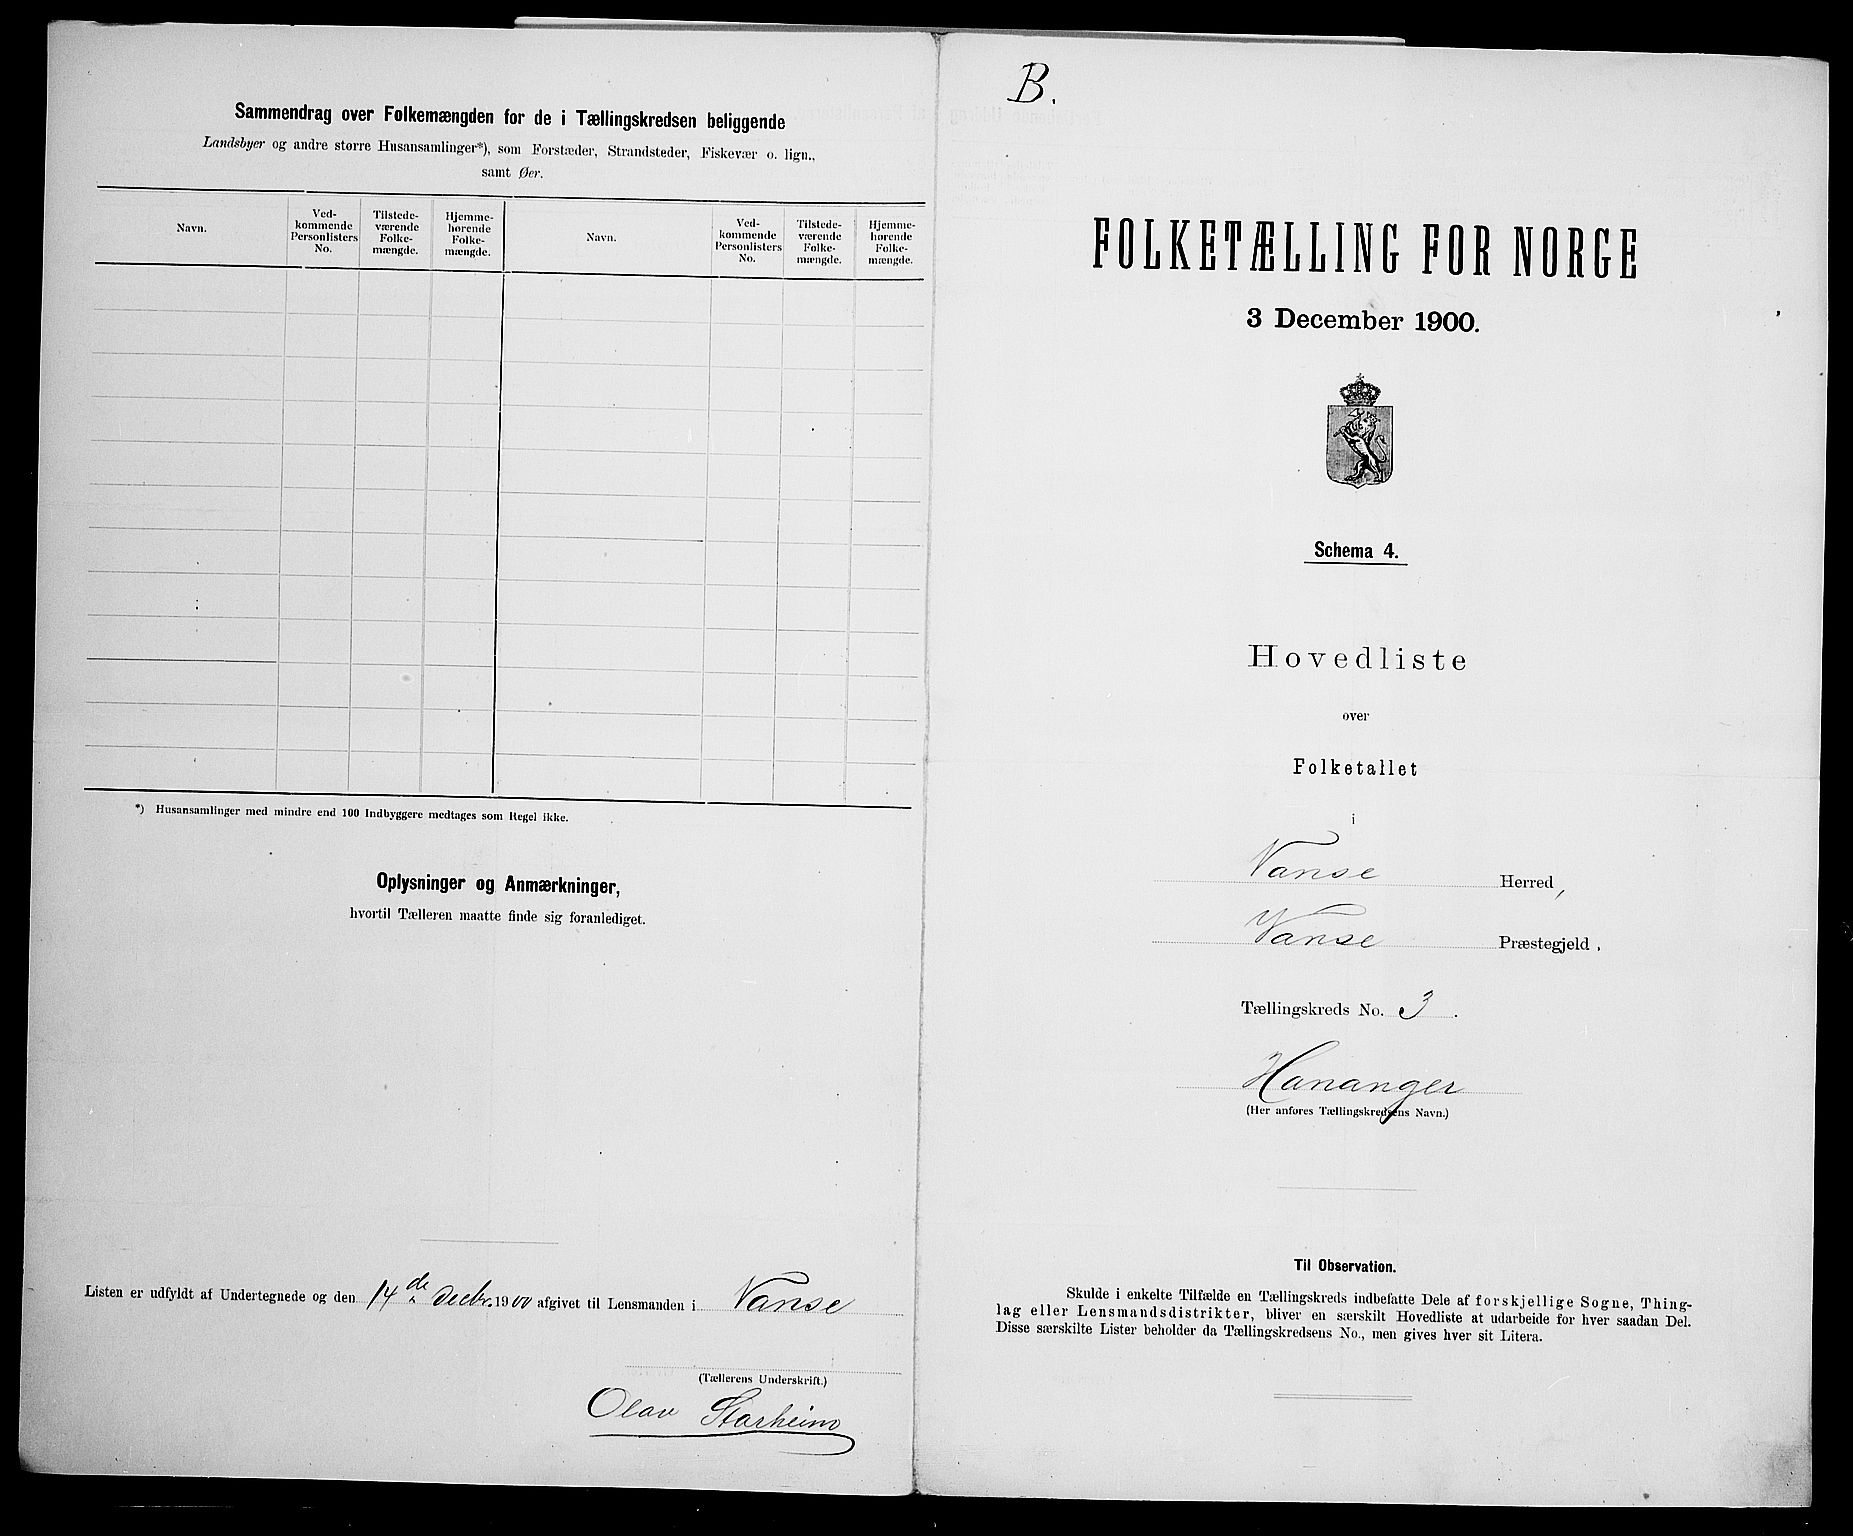 Sammendrag over Folkemængden for de i Tællingskredsen beliggende
Landsbyer og andre større Husansamlinger*), som Forstæder, Strandsteder, Fiskevær o. lign.,
samt Øer.
Navn.
Ved-
kommende
Personlisters
No.
Tilstede-
værende
Folke-
mængde.
Hjemme-
hørende
Folke-
mængde.
Navn.
Ved-
kommende
Personlisters
No.
Tilstede-
værende
Folke-
mængde.
Hjemme-
hørende
Folke-
mængde.
*) Husansamlinger med mindre end 100 Indbyggere medtages som Regel ikke.
Oplysninger og Anmærkninger,
hvortil Tælleren maatte finde sig foranlediget.
Listen er udfyldt af Undertegnede og den 14de Decbr. 1900 afgivet til Lensmanden i Vanse
(Tællerens Underskrift.)
Olav Starheim
B.
FOLKETÆLLING FOR NORGE
3 December 1900.
Schema 4.
Hovedliste
over
Folketallet
i
Vanse Herred,
Vanse Præstegjeld.
Tællingskreds No. 3.
Hananger
(Her anføres Tællingskredsens Navn.)
Til Observation.
Skulde i enkelte Tilfælde en Tællingskreds indbefatte Dele af forskjellige Sogne, Thing-
lag eller Lensmandsdistrikter, bliver en særskilt Hovedliste at udarbeide for hver saadan Del.
Disse særskilte Lister beholder da Tællingskredsens No., men gives hver sit Litera.